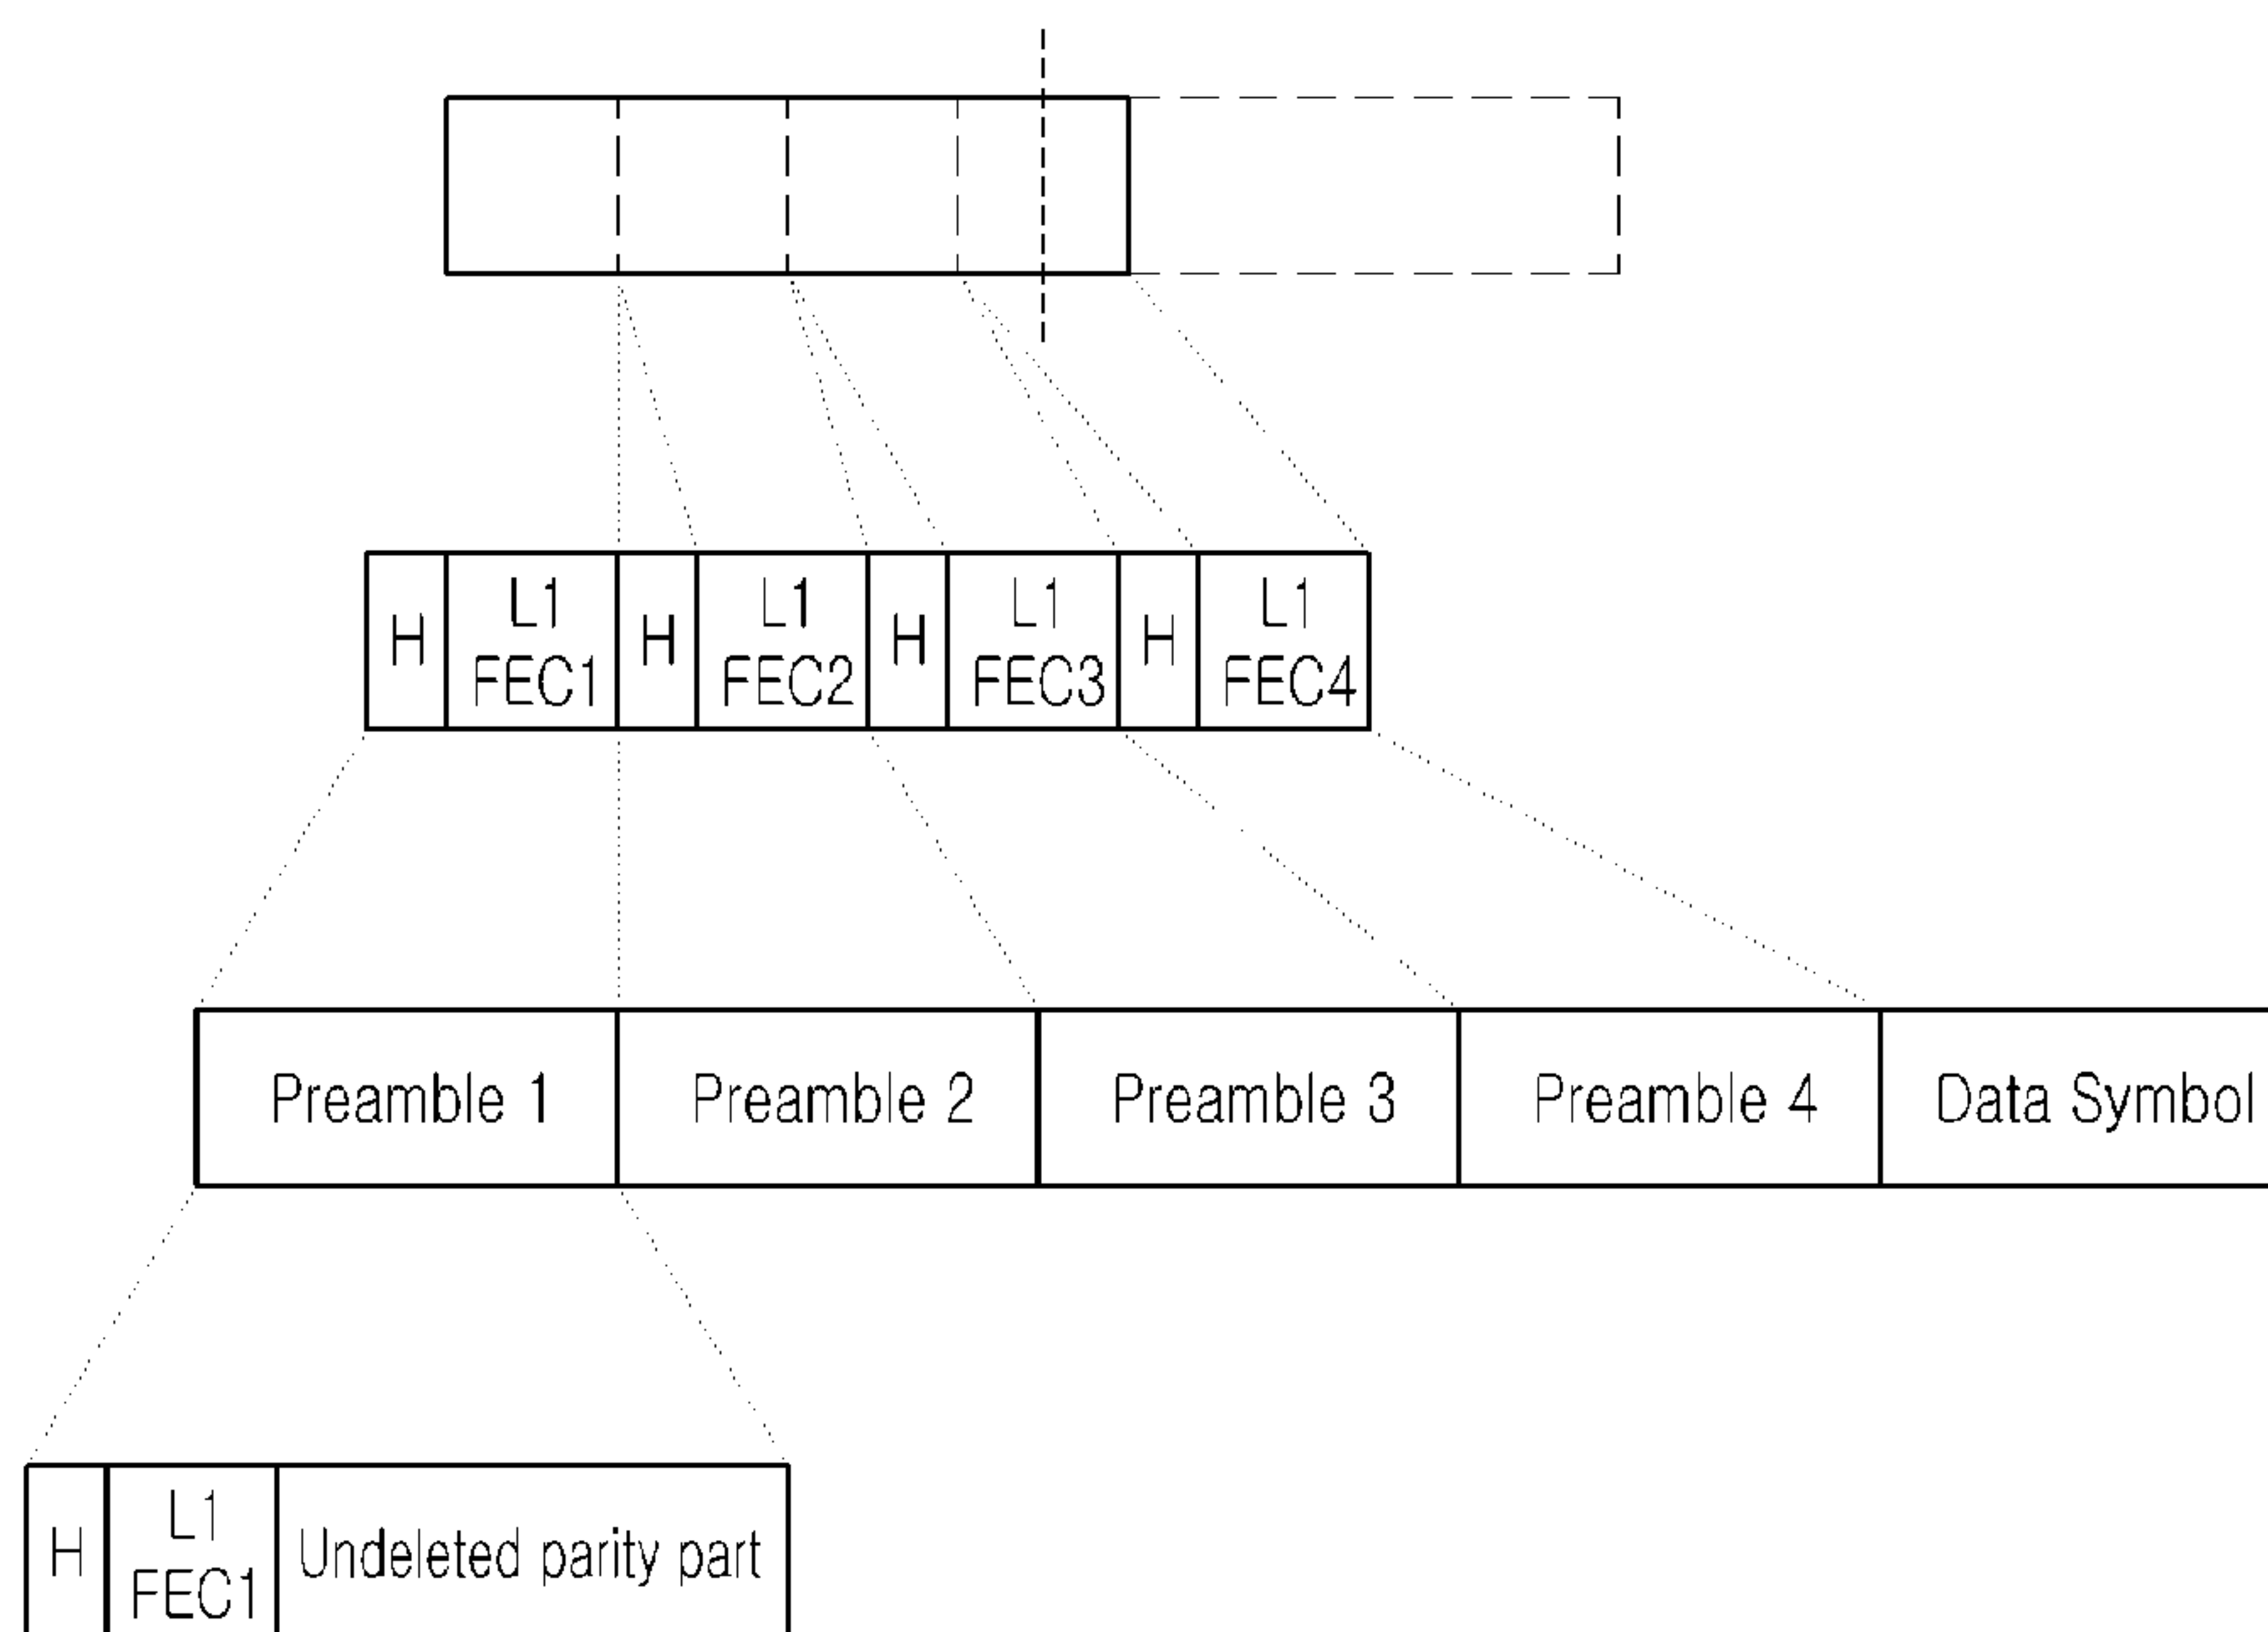 H L1 FEC1 H L1 FEC2 H L1 FEC3 H L1 FEC4
Preamble 1 Preamble 2 Preamble 3 Preamble 4 Data Symbol
H L1 FEC1 Undeleted parity part